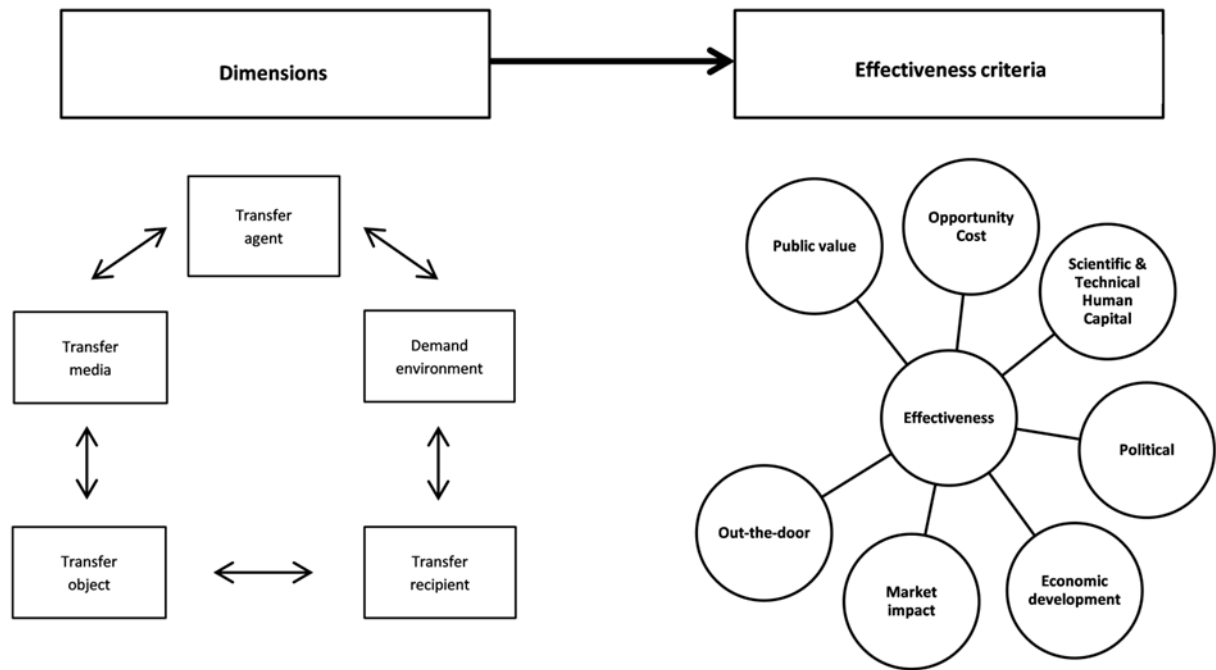 Dimensions
Effectiveness criteria
Transfer
agent
Transfer
media
Demand
environment
Transfer
object
Transfer
recipient
Public value
Opportunity
Cost
Scientific &
Technical
Human
Capital
Effectiveness
Political
Out-the-door
Market
impact
Economic
development